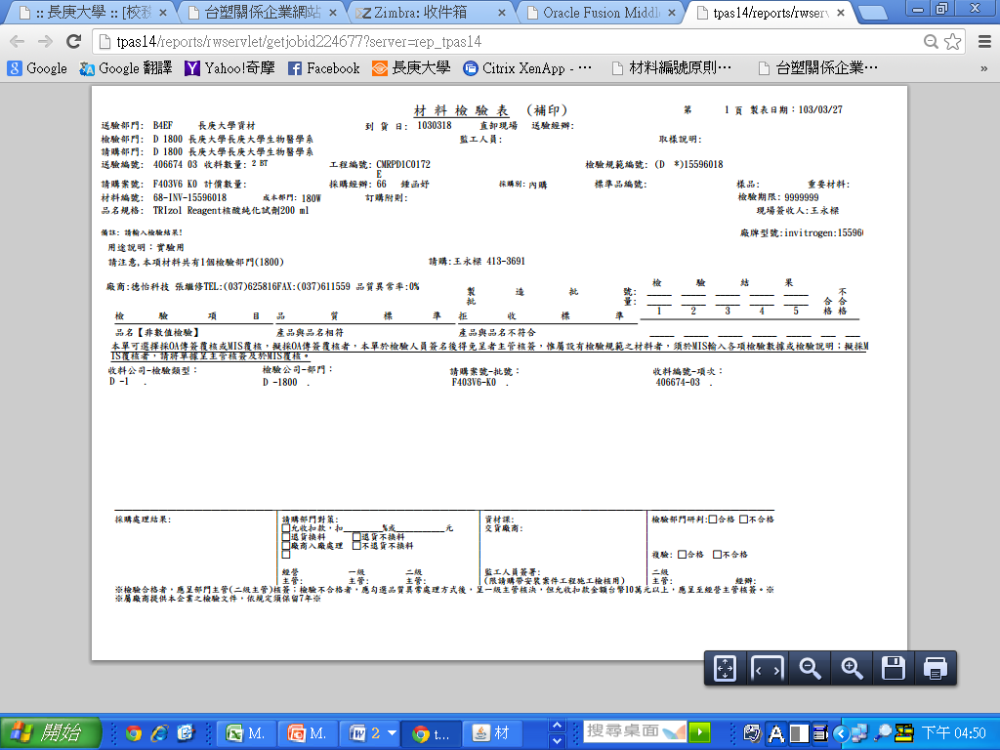 :: 長庚大學 :: [校務
台塑關係企業網站
Zimbra: 收件箱
Oracle Fusion Middl
tpas14/reports/rwserv
tpas14/reports/rwservlet/getjobid224677?server=rep_tpas14
Google
Google 翻譯
Yahoo!奇摩
Facebook
長庚大學
Citrix XenApp - ...
材料編號原則...
台塑關係企業...
材 料 檢 驗 表 (補印)
第 1 頁 製表日期:103/03/27
送驗部門: B4EF 長庚大學資材 到 貨 日: 1030318 直卸現場 送驗經辦:
檢驗部門: D 1800 長庚大學長庚大學生物醫學系 監工人員: 取樣說明:
請購部門: D 1800 長庚大學長庚大學生物醫學系
送驗編號: 406674 03 收料數量: 2 BT 工程編號: CMRPD1C0172 檢驗規範編號: (D *)15596018
E
請購案號: F403V6 K0 計價數量: 採購經辦: 66 鍾函妤 採購別: 內購 標準品編號: 樣品: 重要材料:
材料編號: 68-INV-15596018 成本部門: 180W 訂購附則: 檢驗期限: 9999999
品名規格: TRIzol Reagent核酸純化試劑200 ml 現場簽收人:王永樑
備註: 請輸入檢驗結果! 廠牌型號:invitrogen:15596
用途說明:實驗用
請注意,本項材料共有1個檢驗部門(1800) 請購:王永樑 413-3691
廠商:德怡科技 張繼修TEL:(037)625816FAX:(037)611559 品質異常率:0%
檢 驗 結 果
製 造 批 號:
批 量:
1 2 3 4 5 合格 不合格
檢 驗 項 目 品 質 標 準 拒 收 標 準
品名【非數值檢驗】 產品與品名相符 產品與品名不符合
本單可選擇採OA傳簽覆核或MIS覆核,擬採OA傳簽覆核者,本單於檢驗人員簽名後得免呈者主管核簽,惟屬設有檢驗規範之材料者,須於MIS輸入各項檢驗數據或檢驗說明;擬採M
IS覆核者,請將單據呈主管核簽及於MIS覆核。
收料公司-檢驗類型: 檢驗公司-部門: 請購案號-批號: 收料編號-項次:
D -1 . D -1800 . F403V6-K0 . 406674-03 .
採購處理結果: 請購部門對策: 資材課: 檢驗部門研判:□合格 □不合格
□允收扣款,扣________%或__________元 交貨廠商:
□退貨換料 □退貨不換料
□廠商入廠處理 □不退貨不換料
□ 複驗: □合格 □不合格
經營 一級 二級 監工人員簽署: 二級
主管: 主管: 主管: (限請購帶安裝案件工程施工檢核用) 主管: 經辦:
※檢驗合格者,應呈部門主管(二級主管)核簽;檢驗不合格者,應勾選品質異常處理方式後,呈一級主管核決,但允收扣款金額台幣10萬元以上,應呈至經營主管核簽。※
※屬廠商提供本企業之檢驗文件,依規定須保留7年※
開始
M.
M.
2
t...
材
搜尋桌面
A
下午 04:50